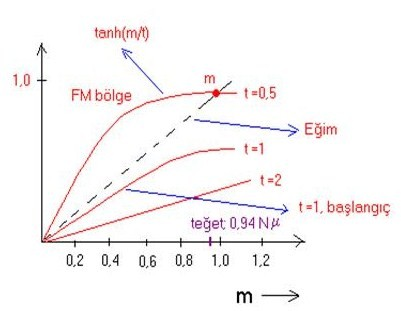 tanh(m/t)
1,0
m
FM bölge
t =0,5
Eğim
t =1
t =2
teğet: 0,94 Nμ
t =1, başlangıç
0,2 0,4 0,6 0,8 1,0 1,2
m